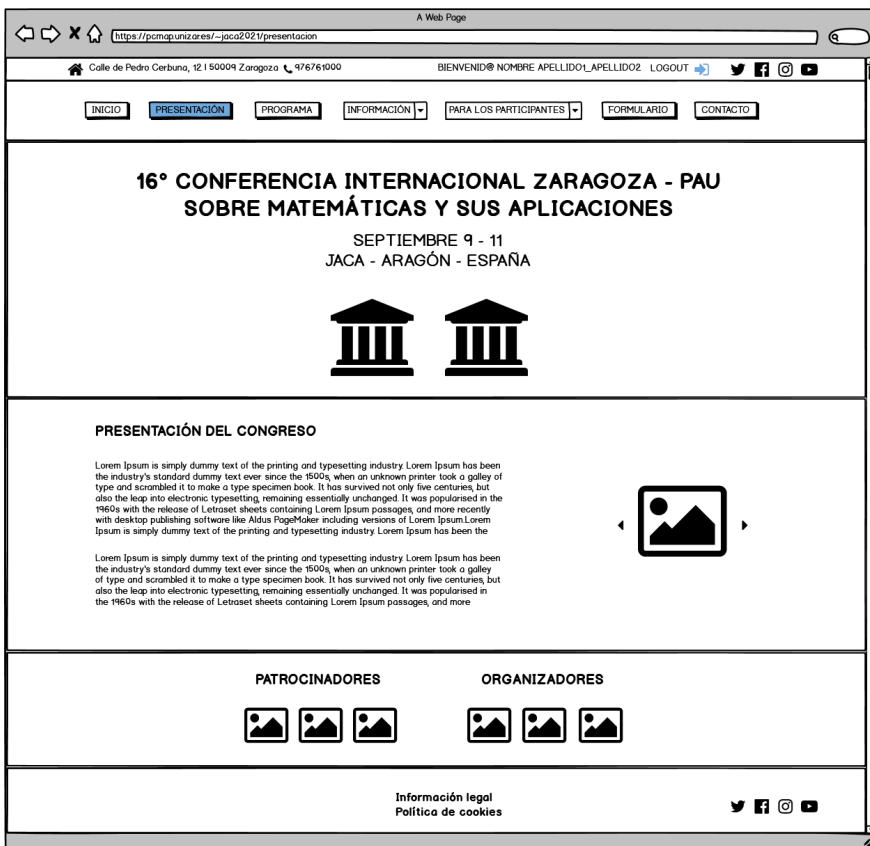 A Web Page
https://pcmap.unizar.es/~jaca2021/presentacion
Calle de Pedro Cerbuna, 12 | 50009 Zaragoza 976761000 BIENVENID@ NOMBRE APELLIDO1_APELLIDO2 LOGOUT
INICIO PRESENTACIÓN PROGRAMA INFORMACIÓN PARA LOS PARTICIPANTES FORMULARIO CONTACTO
16º CONFERENCIA INTERNACIONAL ZARAGOZA - PAU
SOBRE MATEMÁTICAS Y SUS APLICACIONES
SEPTIEMBRE 9 - 11
JACA - ARAGÓN - ESPAÑA
PRESENTACIÓN DEL CONGRESO
Lorem Ipsum is simply dummy text of the printing and typesetting industry. Lorem Ipsum has been
the industry's standard dummy text ever since the 1500s, when an unknown printer took a galley of
type and scrambled it to make a type specimen book. It has survived not only five centuries, but
also the leap into electronic typesetting, remaining essentially unchanged. It was popularised in the
1960s with the release of Letraset sheets containing Lorem Ipsum passages, and more recently
with desktop publishing software like Aldus PageMaker including versions of Lorem Ipsum.Lorem
Ipsum is simply dummy text of the printing and typesetting industry. Lorem Ipsum has been the
Lorem Ipsum is simply dummy text of the printing and typesetting industry. Lorem Ipsum has been
the industry's standard dummy text ever since the 1500s, when an unknown printer took a galley
of type and scrambled it to make a type specimen book. It has survived not only five centuries, but
also the leap into electronic typesetting, remaining essentially unchanged. It was popularised in
the 1960s with the release of Letraset sheets containing Lorem Ipsum passages, and more
PATROCINADORES ORGANIZADORES
Información legal
Política de cookies